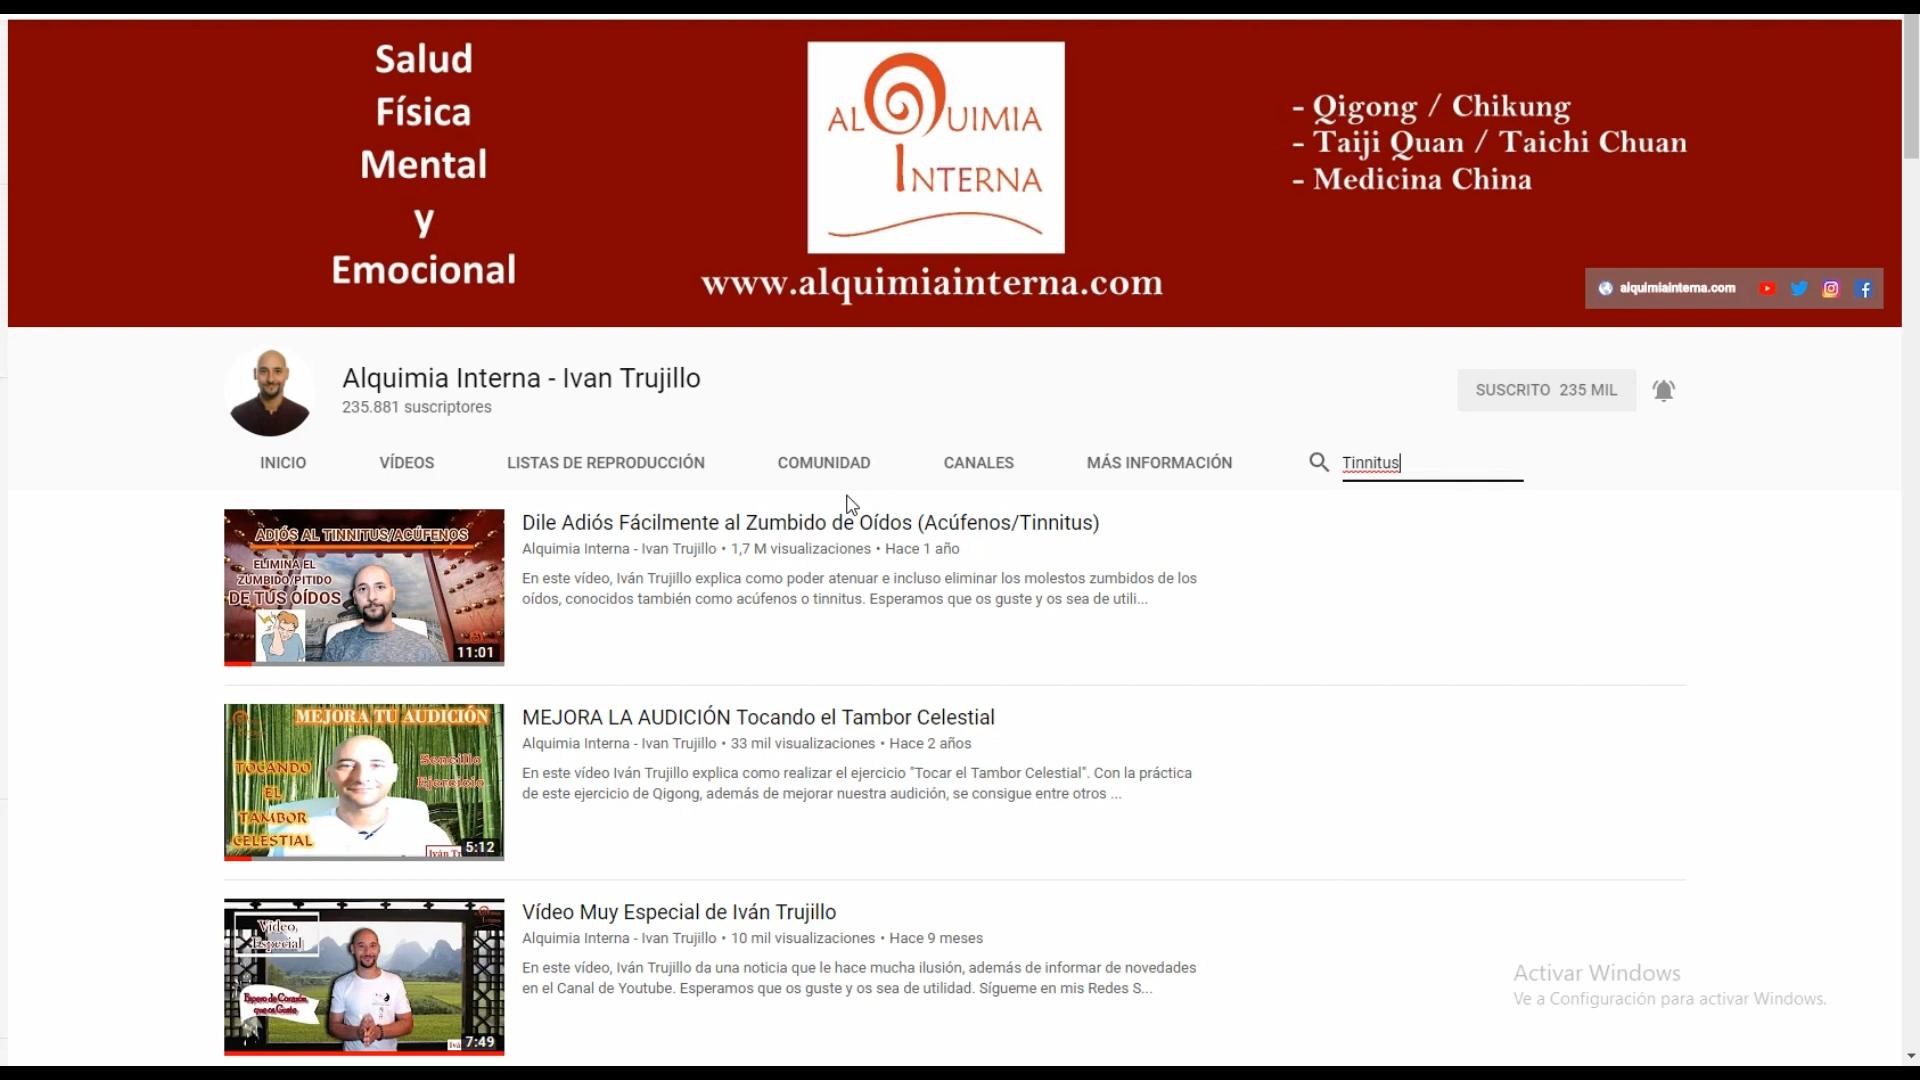 Salud
Física
Mental
y
Emocional
ALQUIMIA
INTERNA
www.alquimiainterna.com
- Qigong / Chikung
- Taiji Quan / Taichi Chuan
- Medicina China
alquimiainterna.com
Alquimia Interna - Ivan Trujillo
235.881 suscriptores
SUSCRITO 235 MIL
INICIO
VÍDEOS
LISTAS DE REPRODUCCIÓN
COMUNIDAD
CANALES
MÁS INFORMACIÓN
Tinnitus
ADIÓS AL TINNITUS/ACÚFENOS
ELIMINA EL
ZUMBIDO/PITIDO
DE TUS OÍDOS
11:01
Dile Adiós Fácilmente al Zumbido de Oídos (Acúfenos/Tinnitus)
Alquimia Interna - Ivan Trujillo • 1,7 M visualizaciones • Hace 1 año
En este vídeo, Iván Trujillo explica como poder atenuar e incluso eliminar los molestos zumbidos de los
oídos, conocidos también como acúfenos o tinnitus. Esperamos que os guste y os sea de utili...
MEJORA TU AUDICIÓN
TOCANDO
EL
TAMBOR
CELESTIAL
Sencillo
Ejercicio
5:12
MEJORA LA AUDICIÓN Tocando el Tambor Celestial
Alquimia Interna - Ivan Trujillo • 33 mil visualizaciones • Hace 2 años
En este vídeo Iván Trujillo explica como realizar el ejercicio "Tocar el Tambor Celestial". Con la práctica
de este ejercicio de Qigong, además de mejorar nuestra audición, se consigue entre otros ...
Vídeo
Especial
Espero de Corazón
que os Guste
7:49
Vídeo Muy Especial de Iván Trujillo
Alquimia Interna - Ivan Trujillo • 10 mil visualizaciones • Hace 9 meses
En este vídeo, Iván Trujillo da una noticia que le hace mucha ilusión, además de informar de novedades
en el Canal de Youtube. Esperamos que os guste y os sea de utilidad. Sígueme en mis Redes S...
Activar Windows
Ve a Configuración para activar Windows.